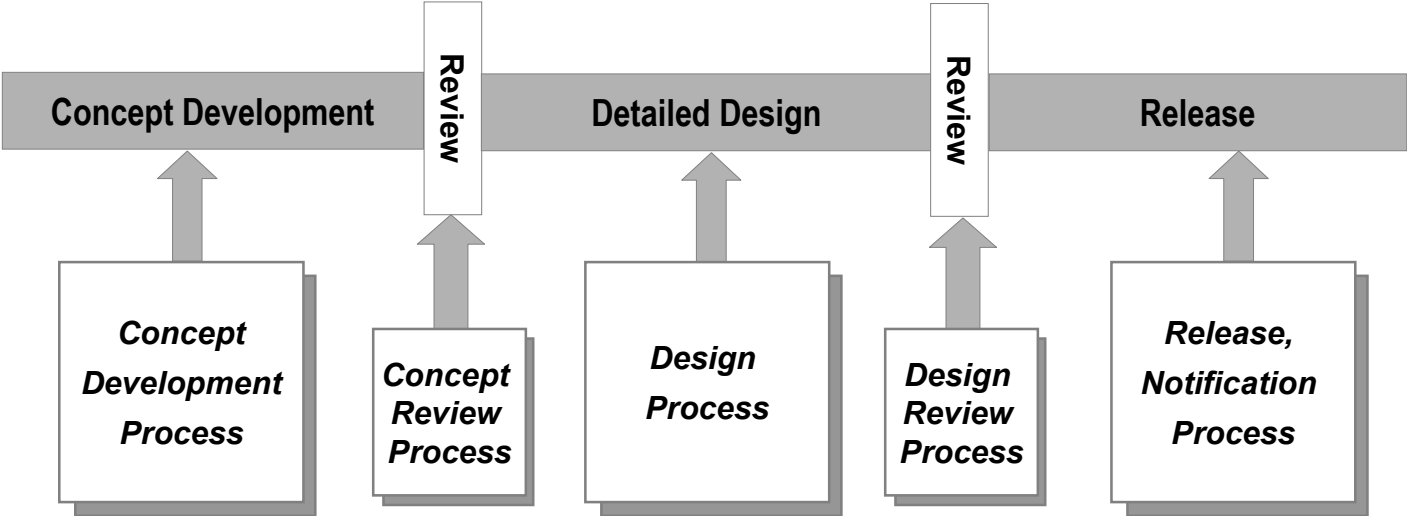 Concept Development
Review
Detailed Design
Review
Release
Concept
Development
Process
Concept
Review
Process
Design
Process
Design
Review
Process
Release,
Notification
Process